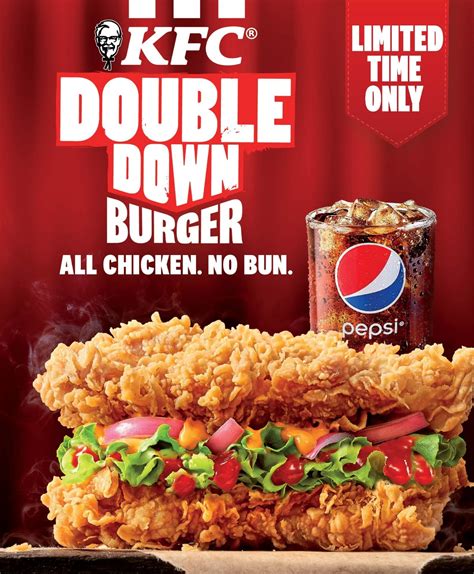 KFC®
LIMITED
TIME
ONLY
DOUBLE
DOWN
BURGER
ALL CHICKEN. NO BUN.
pepsi®